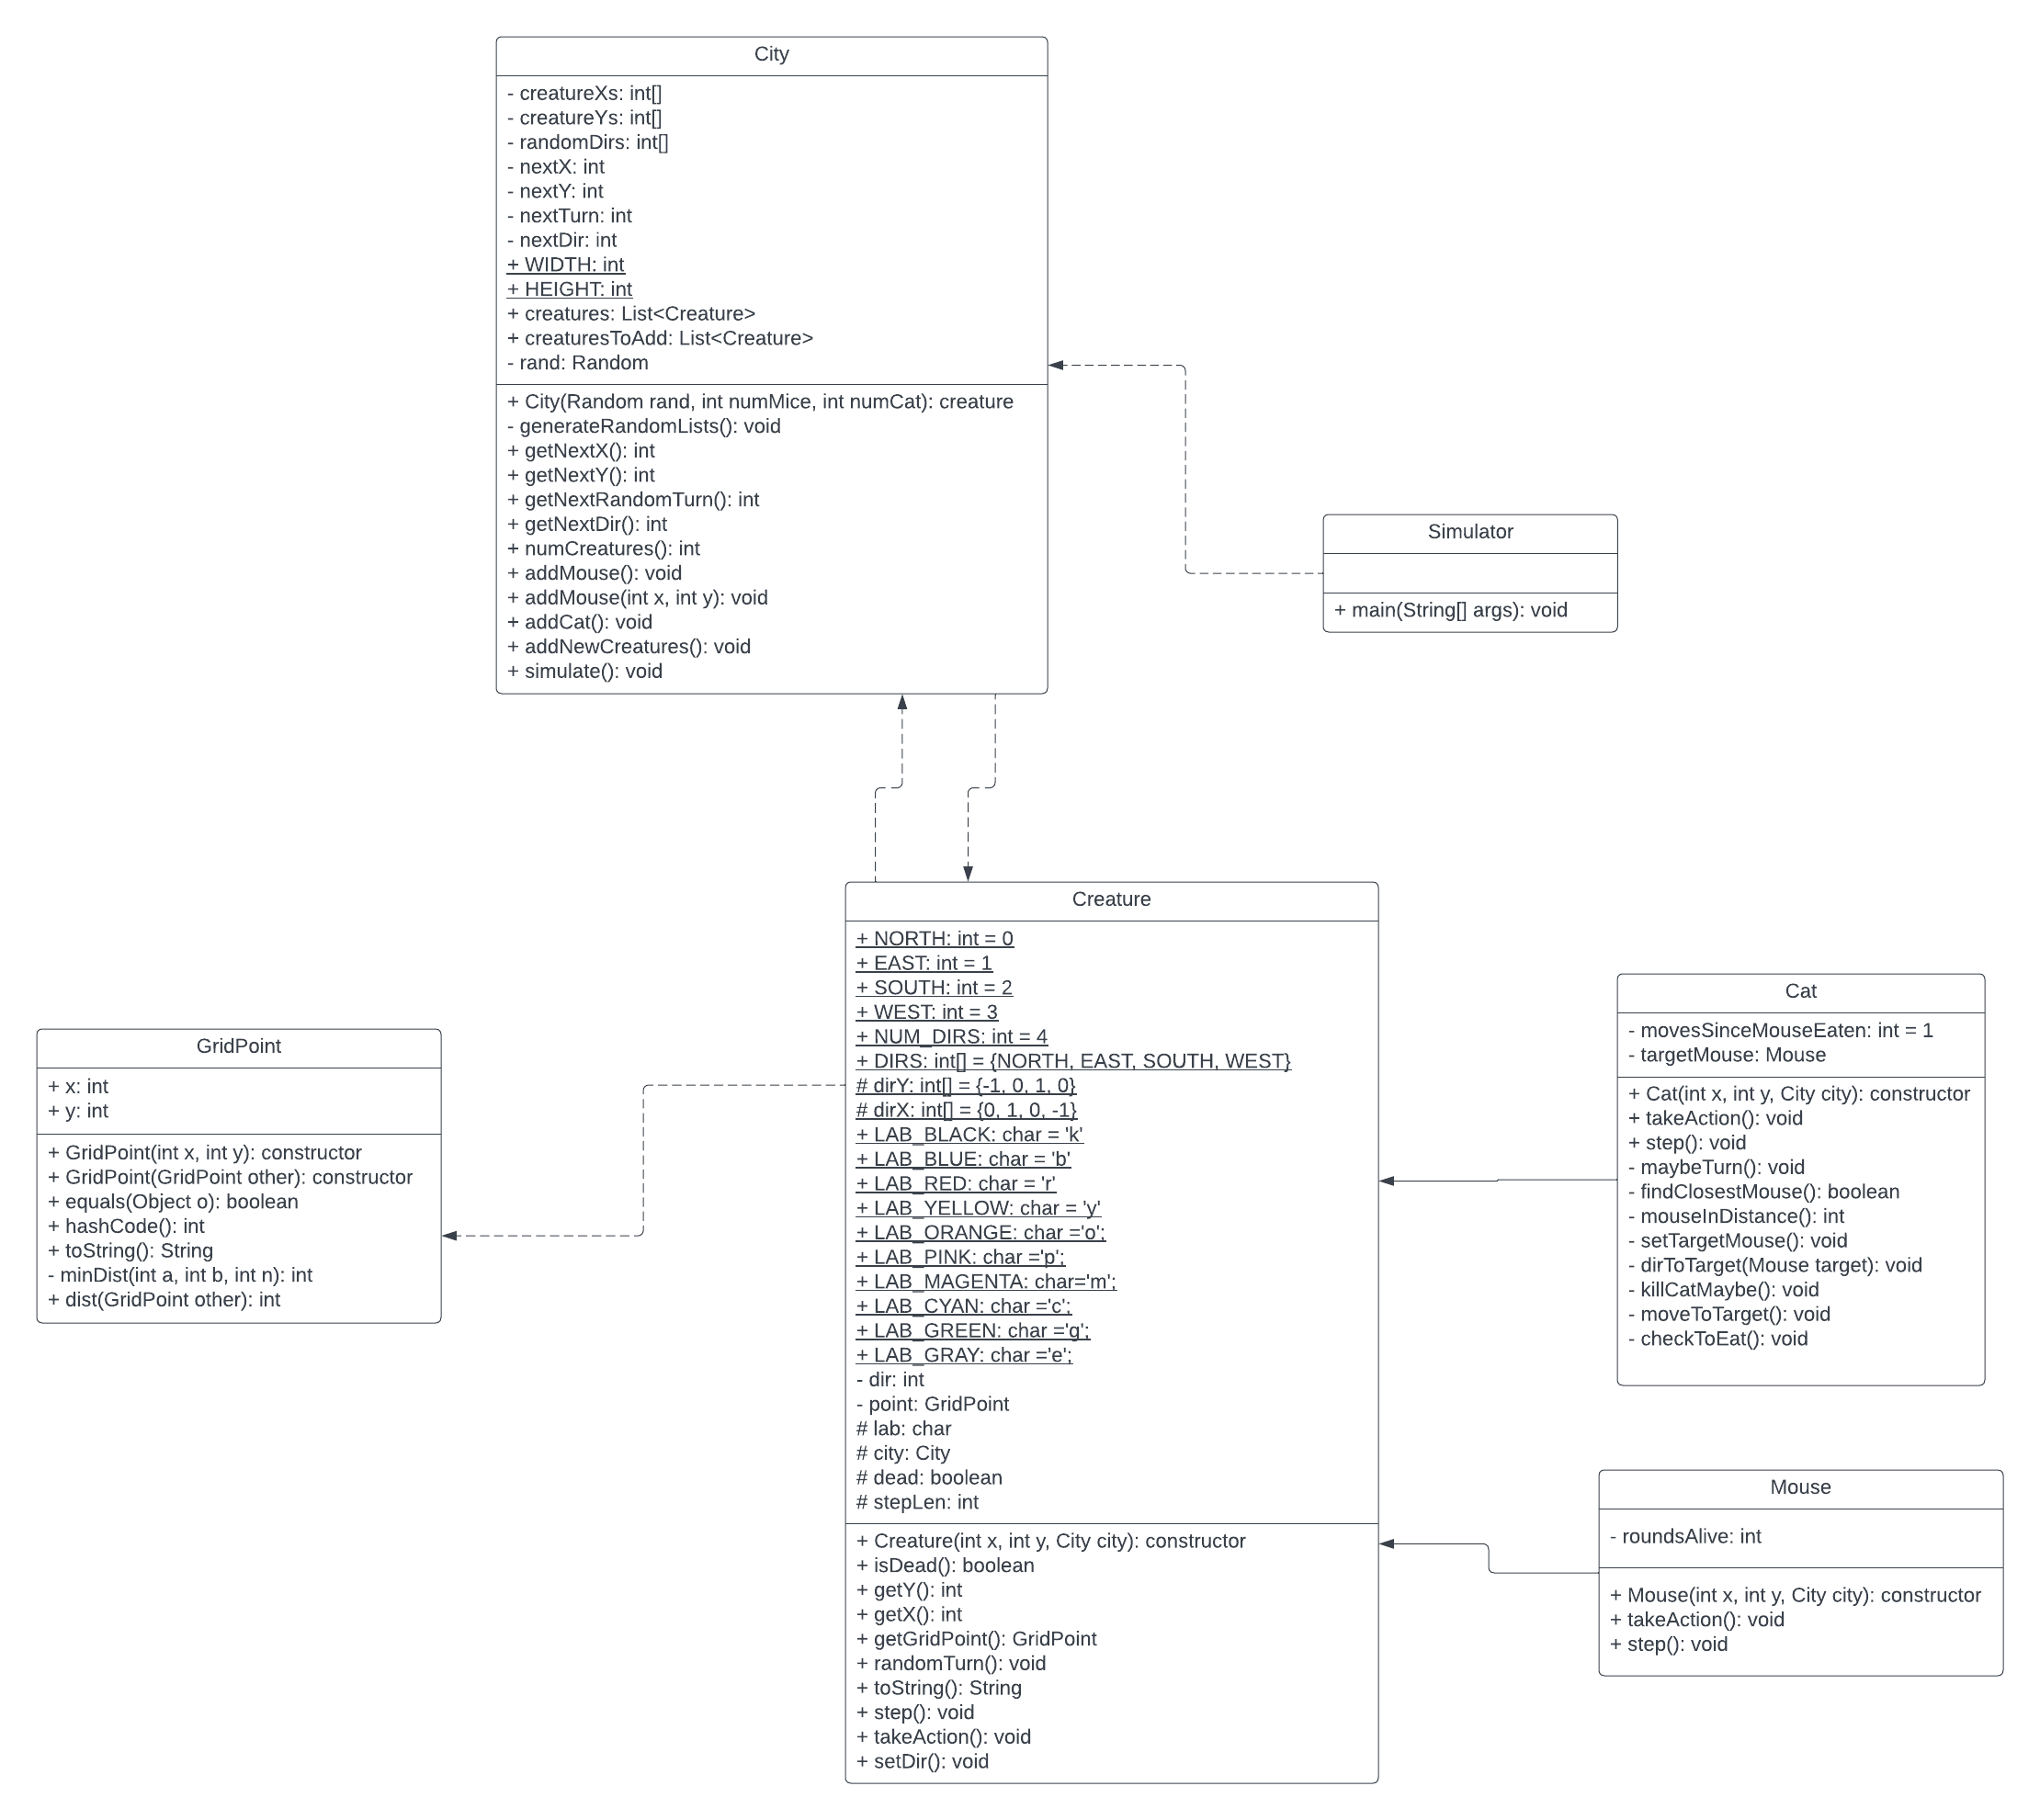 City
- creatureXs: int[]
- creatureYs: int[]
- randomDirs: int[]
- nextX: int
- nextY: int
- nextTurn: int
- nextDir: int
+ WIDTH: int
+ HEIGHT: int
+ creatures: List<Creature>
+ creaturesToAdd: List<Creature>
- rand: Random
+ City(Random rand, int numMice, int numCat): creature
- generateRandomLists(): void
+ getNextX(): int
+ getNextY(): int
+ getNextRandomTurn(): int
+ getNextDir(): int
+ numCreatures(): int
+ addMouse(): void
+ addMouse(int x, int y): void
+ addCat(): void
+ addNewCreatures(): void
+ simulate(): void
Simulator
+ main(String[] args): void
GridPoint
+ x: int
+ y: int
+ GridPoint(int x, int y): constructor
+ GridPoint(GridPoint other): constructor
+ equals(Object o): boolean
+ hashCode(): int
+ toString(): String
- minDist(int a, int b, int n): int
+ dist(GridPoint other): int
Creature
+ NORTH: int = 0
+ EAST: int = 1
+ SOUTH: int = 2
+ WEST: int = 3
+ NUM_DIRS: int = 4
+ DIRS: int[] = {NORTH, EAST, SOUTH, WEST}
# dirY: int[] = {-1, 0, 1, 0}
# dirX: int[] = {0, 1, 0, -1}
+ LAB_BLACK: char = 'k'
+ LAB_BLUE: char = 'b'
+ LAB_RED: char = 'r'
+ LAB_YELLOW: char = 'y'
+ LAB_ORANGE: char ='o';
+ LAB_PINK: char ='p';
+ LAB_MAGENTA: char='m';
+ LAB_CYAN: char ='c';
+ LAB_GREEN: char ='g';
+ LAB_GRAY: char ='e';
- dir: int
- point: GridPoint
# lab: char
# city: City
# dead: boolean
# stepLen: int
+ Creature(int x, int y, City city): constructor
+ isDead(): boolean
+ getY(): int
+ getX(): int
+ getGridPoint(): GridPoint
+ randomTurn(): void
+ toString(): String
+ step(): void
+ takeAction(): void
+ setDir(): void
Cat
- movesSinceMouseEaten: int = 1
- targetMouse: Mouse
+ Cat(int x, int y, City city): constructor
+ takeAction(): void
+ step(): void
- maybeTurn(): void
- findClosestMouse(): boolean
- mouseInDistance(): int
- setTargetMouse(): void
- dirToTarget(Mouse target): void
- killCatMaybe(): void
- moveToTarget(): void
- checkToEat(): void
Mouse
- roundsAlive: int
+ Mouse(int x, int y, City city): constructor
+ takeAction(): void
+ step(): void